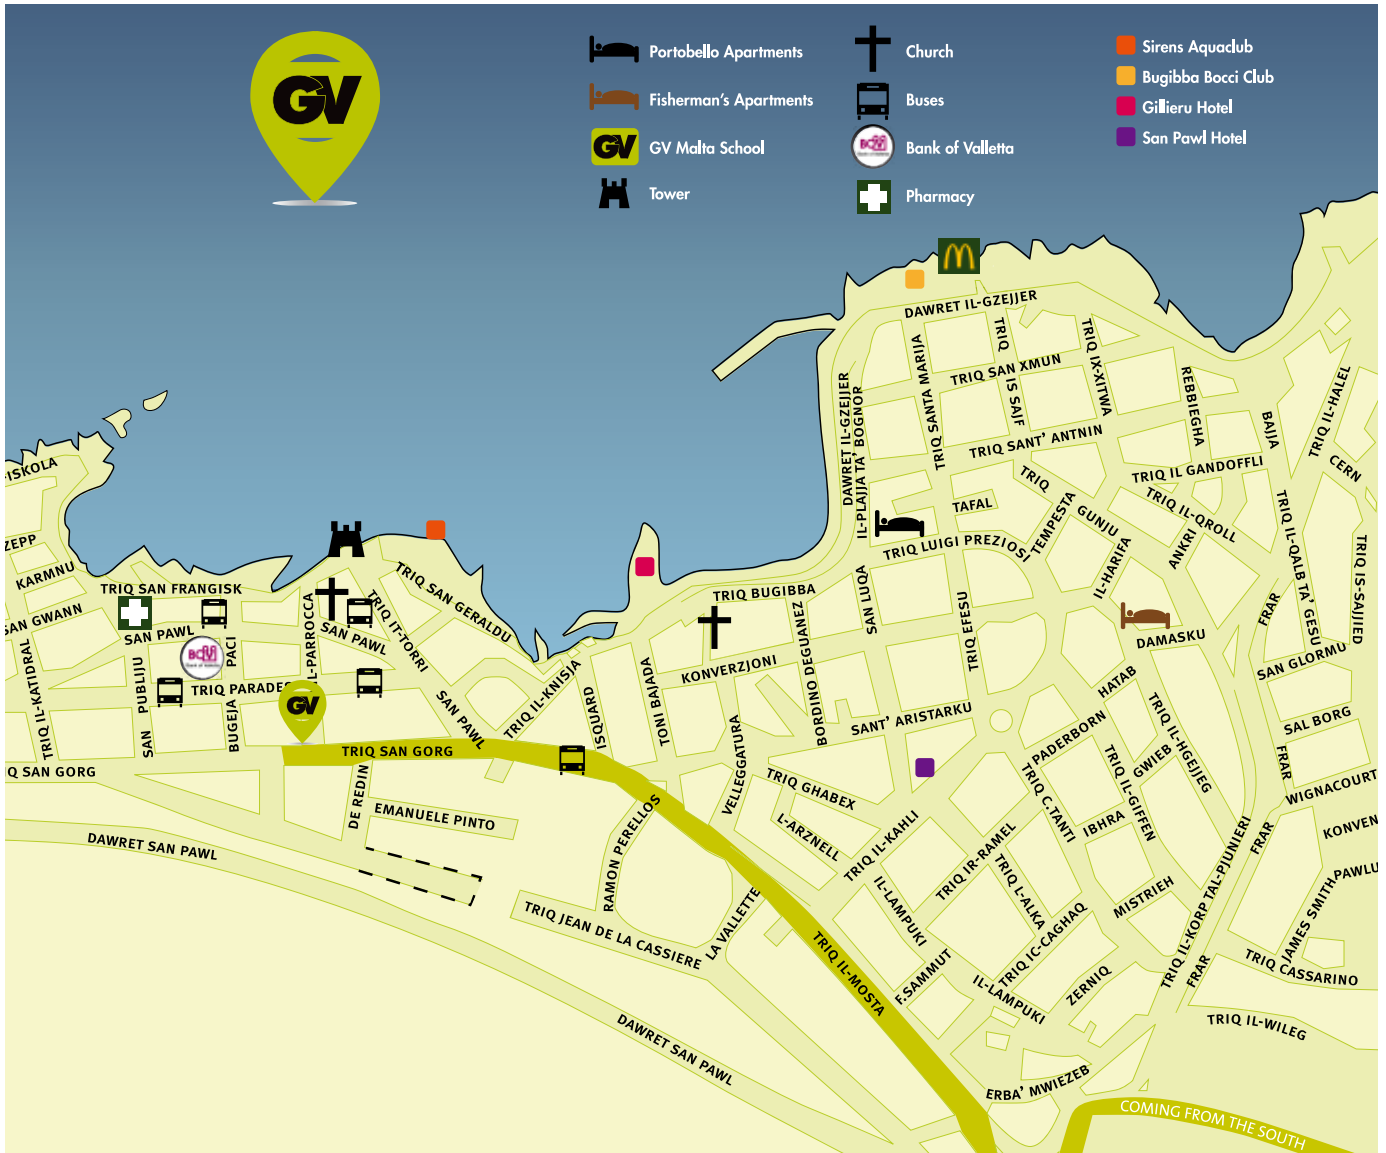 GV
Portobello Apartments
Fisherman's Apartments
GV
GV Malta School
Tower
Church
Buses
BOV
Bank of Valletta
Pharmacy
Sirens Aquaclub
Bugibba Bocci Club
Gillieru Hotel
San Pawl Hotel
DAWRET IL-GZEJJER
TRIQ SANTA MARIJA
TRIQ IS SAJF
TRIQ SAN XMUN
TRIQ IX-XITWA
REBBIEGHA
BAJJA
TRIQ IL-HALEL
CERN
DAWRET IL-GZEJJER
IL-PLAJJA TA' BOGNOR
TRIQ SANT' ANTNIN
TRIQ IL GANDOFFLI
TRIQ GUNJU
TRIQ IL-QROLL
TAFAL
TEMPESTA
IL-HARIFA
ANKRI
TRIQ IL-QALB TA' GESU
TRIQ IS-SAJJIED
TRIQ LUIGI PREZIOSI
SAN LUQA
TRIQ EFESU
DAMASKU
FRAR
SAN GLORMU
SAL BORG
HATAB
TRIQ IL-HGEJJEG
GWIEB
PADERBORN
TRIQ IL-GIFFEN
TRIQ C.TANTI
IBHRA
MISTRIEH
FRAR
WIGNACOURT
KONVEN
PAWLU
FRAR
JAMES SMITH
TRIQ IL-KORP TAL-PJUNIERI
FRAR
TRIQ CASSARINO
TRIQ IL-WILEG
-ISKOLA
ZEPP
KARMNU
SAN GWANN
TRIQ IL-KATIDRAL
Q SAN GORG
TRIQ SAN FRANGISK
SAN PAWL
SAN PUBLIJU
PACI
BUGEJA
BOV
TRIQ PARADES
IL-PARROCCA
SAN PAWL
TRIQ IT-TORRI
TRIQ SAN GERALDU
SAN PAWL
TRIQ IL-KNISJA
GV
TRIQ SAN GORG
DE REDIN
EMANUELE PINTO
DAWRET SAN PAWL
ISQUARD
TONI BAJADA
KONVERZJONI
TRIQ BUGIBBA
BORDINO DEGUANEZ
VELLEGGATURA
SANT' ARISTARKU
TRIQ GHABEX
L-ARZNELL
TRIQ IL-KAHLI
TRIQ IR-RAMEL
IL-LAMPUKI
TRIQ L-ALKA
TRIQ IC-CAGHAQ
F.SAMMUT
IL-LAMPUKI
ZERNIQ
RAMON PERELLOS
TRIQ JEAN DE LA CASSIERE
LA VALLETTE
TRIQ IL-MOSTA
DAWRET SAN PAWL
ERBA' MWIEZEB
COMING FROM THE SOUTH